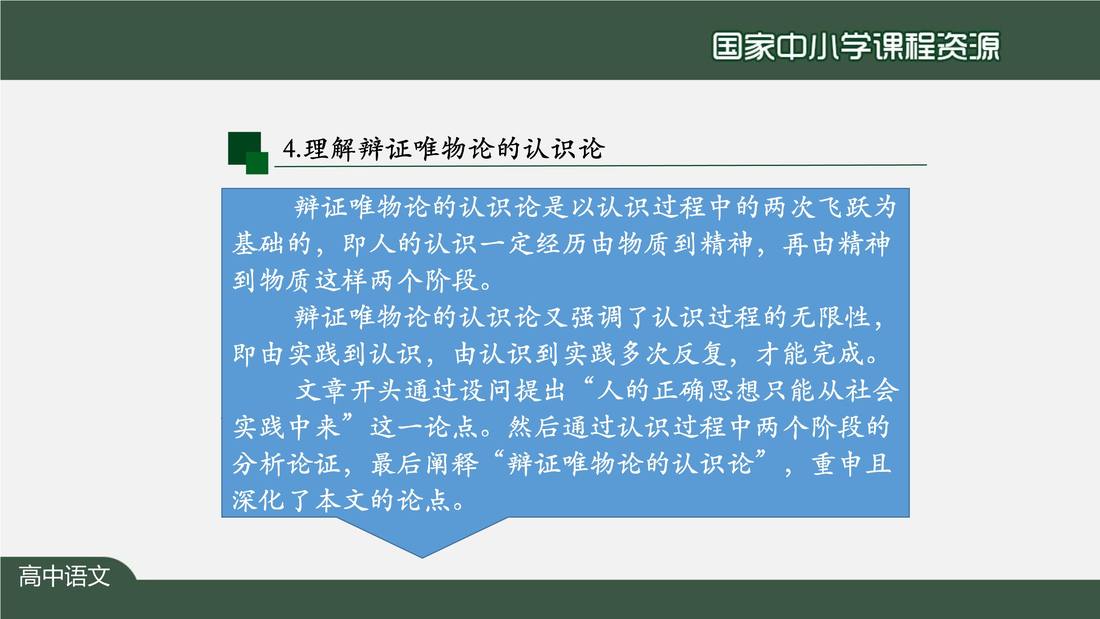 国家中小学课程资源
4.理解辩证唯物论的认识论
辩证唯物论的认识论是以认识过程中的两次飞跃为
基础的，即人的认识一定经历由物质到精神，再由精神
到物质这样两个阶段。
辩证唯物论的认识论又强调了认识过程的无限性，
即由实践到认识，由认识到实践多次反复，才能完成。
文章开头通过设问提出“人的正确思想只能从社会
实践中来”这一论点。然后通过认识过程中两个阶段的
分析论证，最后阐释“辩证唯物论的认识论”，重申且
深化了本文的论点。
高中语文